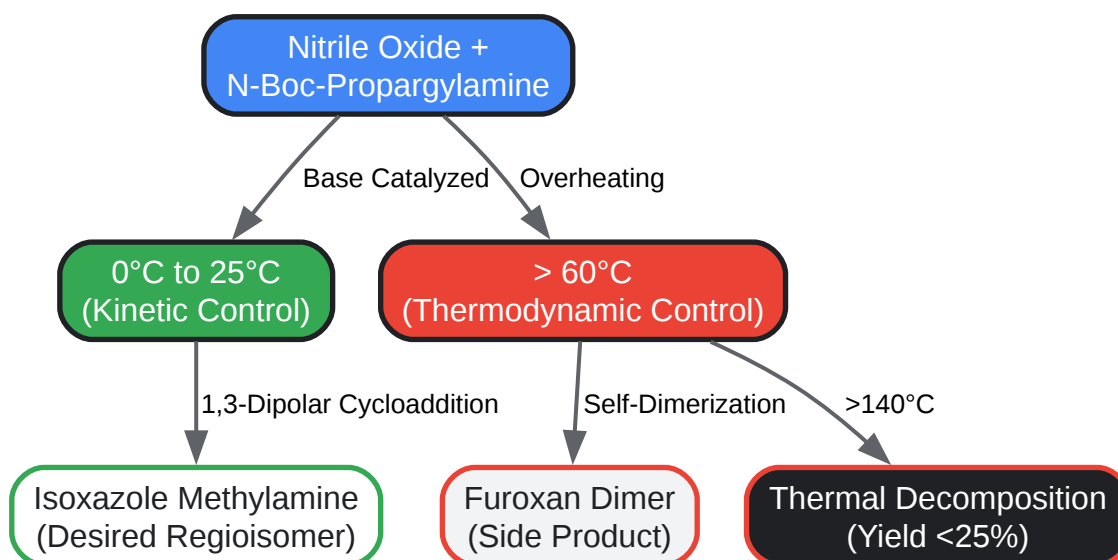 Nitrile Oxide +
N-Boc-Propargylamine
Base Catalyzed
Overheating
0°C to 25°C
(Kinetic Control)
> 60°C
(Thermodynamic Control)
1,3-Dipolar Cycloaddition
Self-Dimerization
>140°C
Isoxazole Methylamine
(Desired Regioisomer)
Furoxan Dimer
(Side Product)
Thermal Decomposition
(Yield <25%)